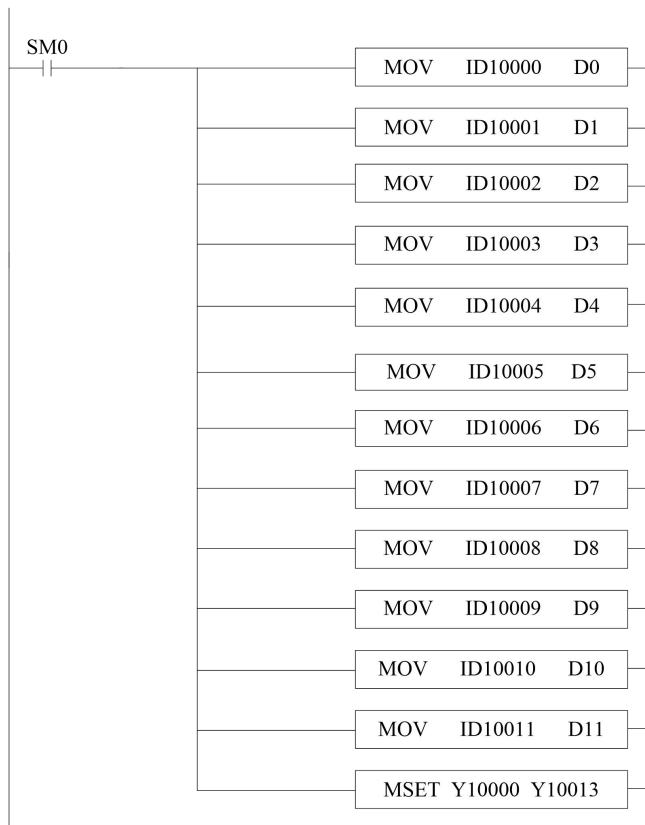 SM0
MOV ID10000 D0
MOV ID10001 D1
MOV ID10002 D2
MOV ID10003 D3
MOV ID10004 D4
MOV ID10005 D5
MOV ID10006 D6
MOV ID10007 D7
MOV ID10008 D8
MOV ID10009 D9
MOV ID10010 D10
MOV ID10011 D11
MSET Y10000 Y10013